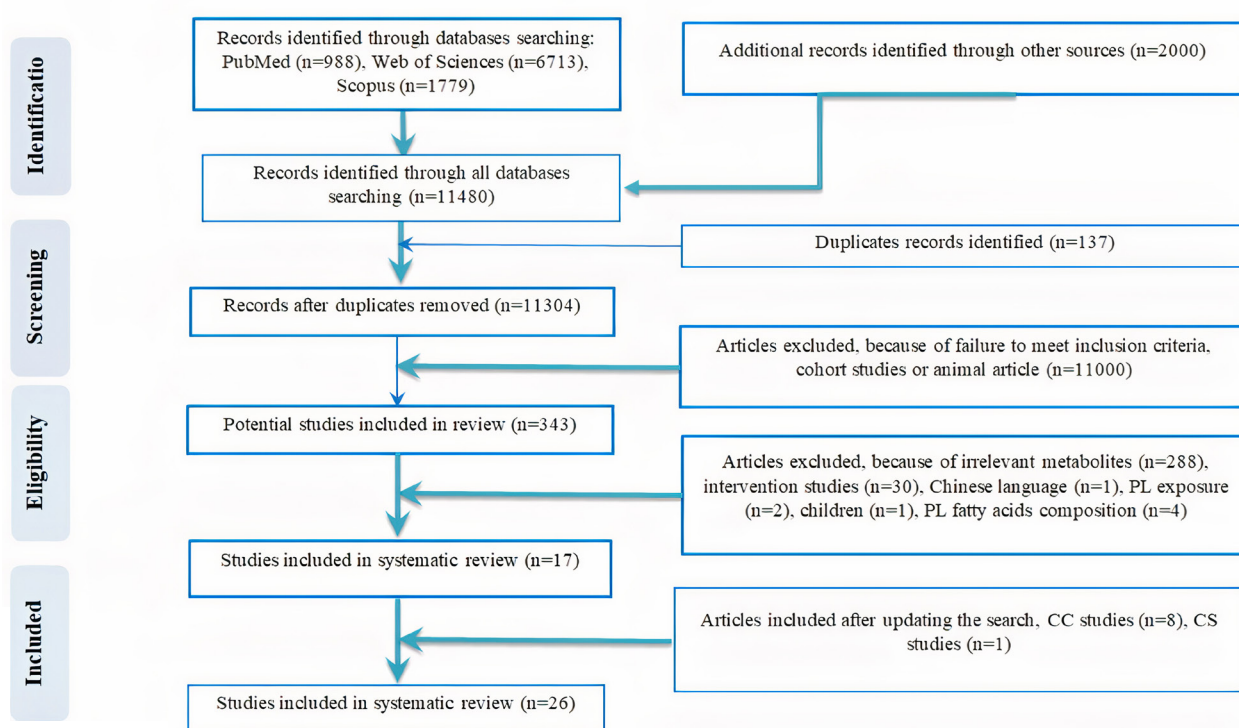 Identificatio
Records identified through databases searching:
PubMed (n=988), Web of Sciences (n=6713),
Scopus (n=1779)
Additional records identified through other sources (n=2000)
Records identified through all databases
searching (n=11480)
Screening
Duplicates records identified (n=137)
Records after duplicates removed (n=11304)
Articles excluded, because of failure to meet inclusion criteria,
cohort studies or animal article (n=11000)
Eligibility
Potential studies included in review (n=343)
Articles excluded, because of irrelevant metabolites (n=288),
intervention studies (n=30), Chinese language (n=1), PL exposure
(n=2), children (n=1), PL fatty acids composition (n=4)
Studies included in systematic review (n=17)
Included
Articles included after updating the search, CC studies (n=8), CS
studies (n=1)
Studies included in systematic review (n=26)